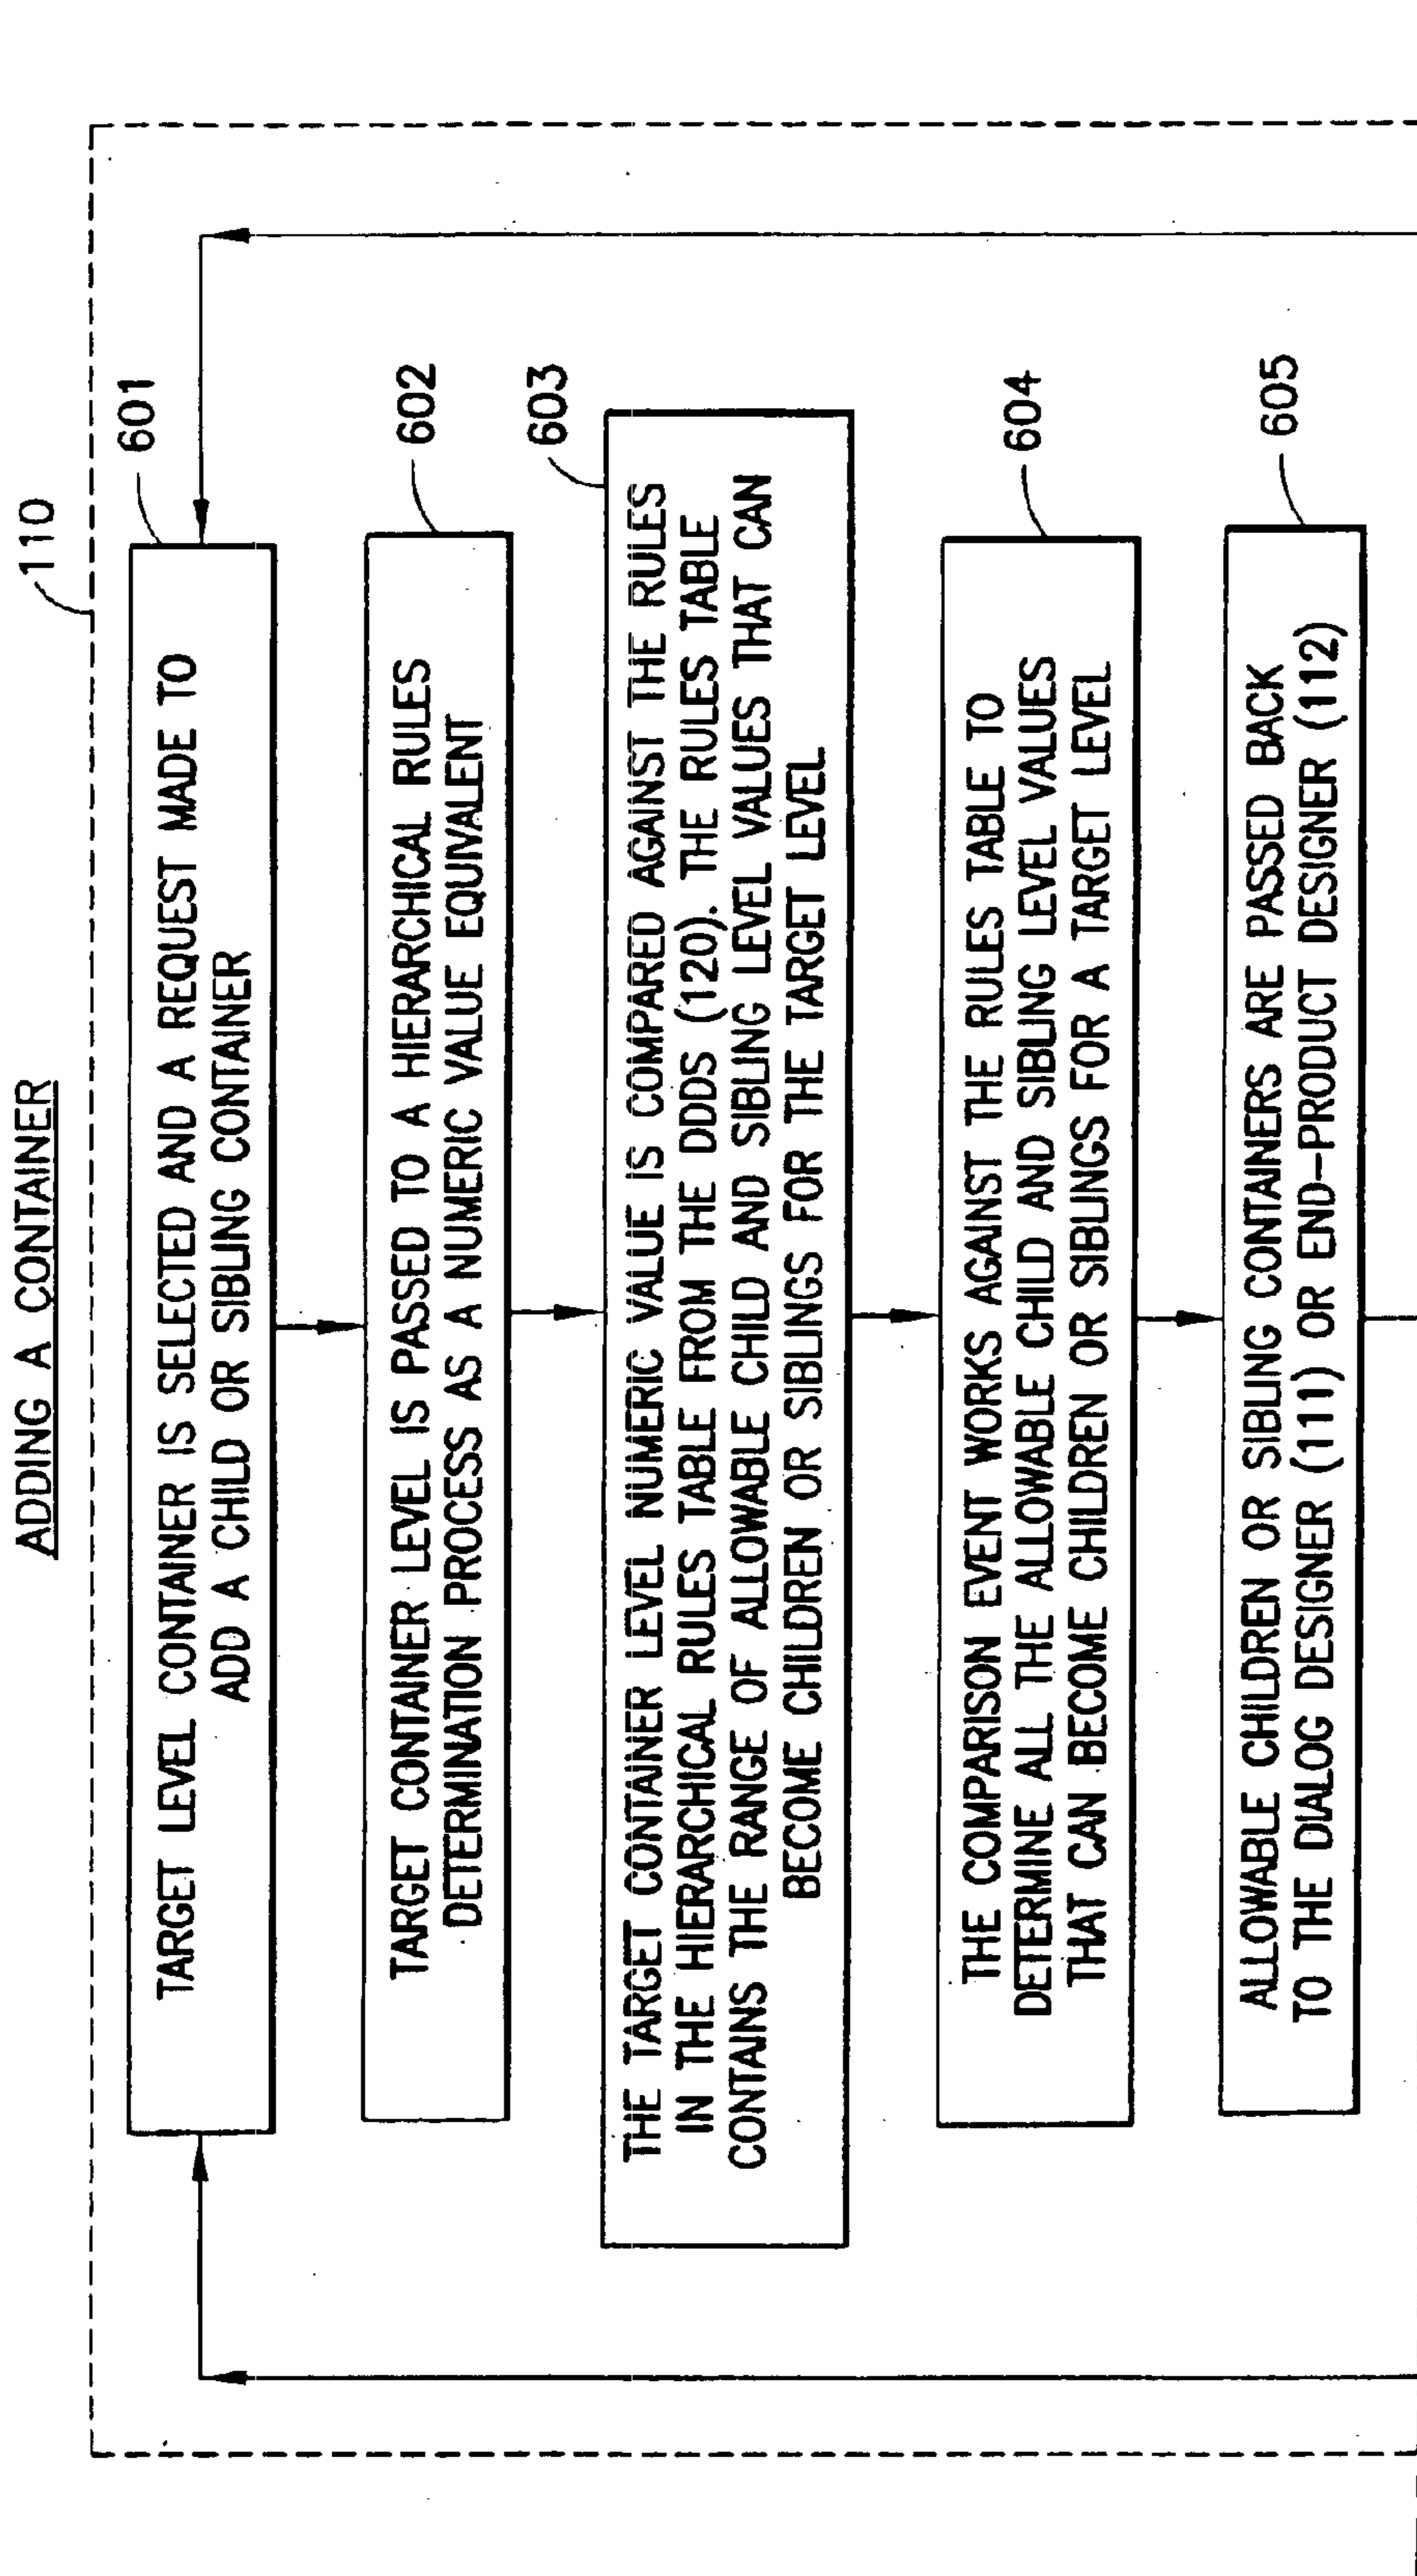 ADDING A CONTAINER
110
601
TARGET LEVEL CONTAINER IS SELECTED AND A REQUEST MADE TO
ADD A CHILD OR SIBLING CONTAINER
602
TARGET CONTAINER LEVEL IS PASSED TO A HIERARCHICAL RULES
DETERMINATION PROCESS AS A NUMERIC VALUE EQUIVALENT
603
THE TARGET CONTAINER LEVEL NUMERIC VALUE IS COMPARED AGAINST THE RULES
IN THE HIERARCHICAL RULES TABLE FROM THE DDDS (120). THE RULES TABLE
CONTAINS THE RANGE OF ALLOWABLE CHILD AND SIBLING LEVEL VALUES THAT CAN
BECOME CHILDREN OR SIBLINGS FOR THE TARGET LEVEL
604
THE COMPARISON EVENT WORKS AGAINST THE RULES TABLE TO
DETERMINE ALL THE ALLOWABLE CHILD AND SIBLING LEVEL VALUES
THAT CAN BECOME CHILDREN OR SIBLINGS FOR A TARGET LEVEL
605
ALLOWABLE CHILDREN OR SIBLING CONTAINERS ARE PASSED BACK
TO THE DIALOG DESIGNER (111) OR END-PRODUCT DESIGNER (112)